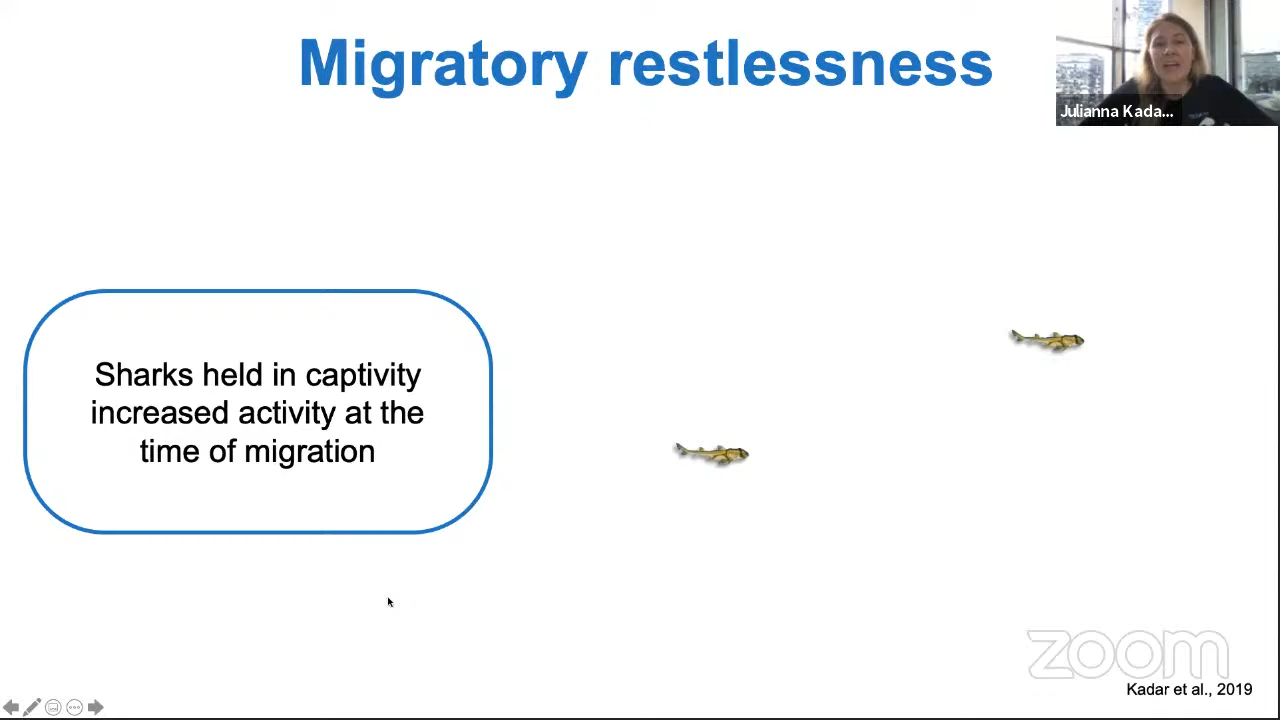 Migratory restlessness
Julianna Kada...
Sharks held in captivity
increased activity at the
time of migration
zoom
Kadar et al., 2019